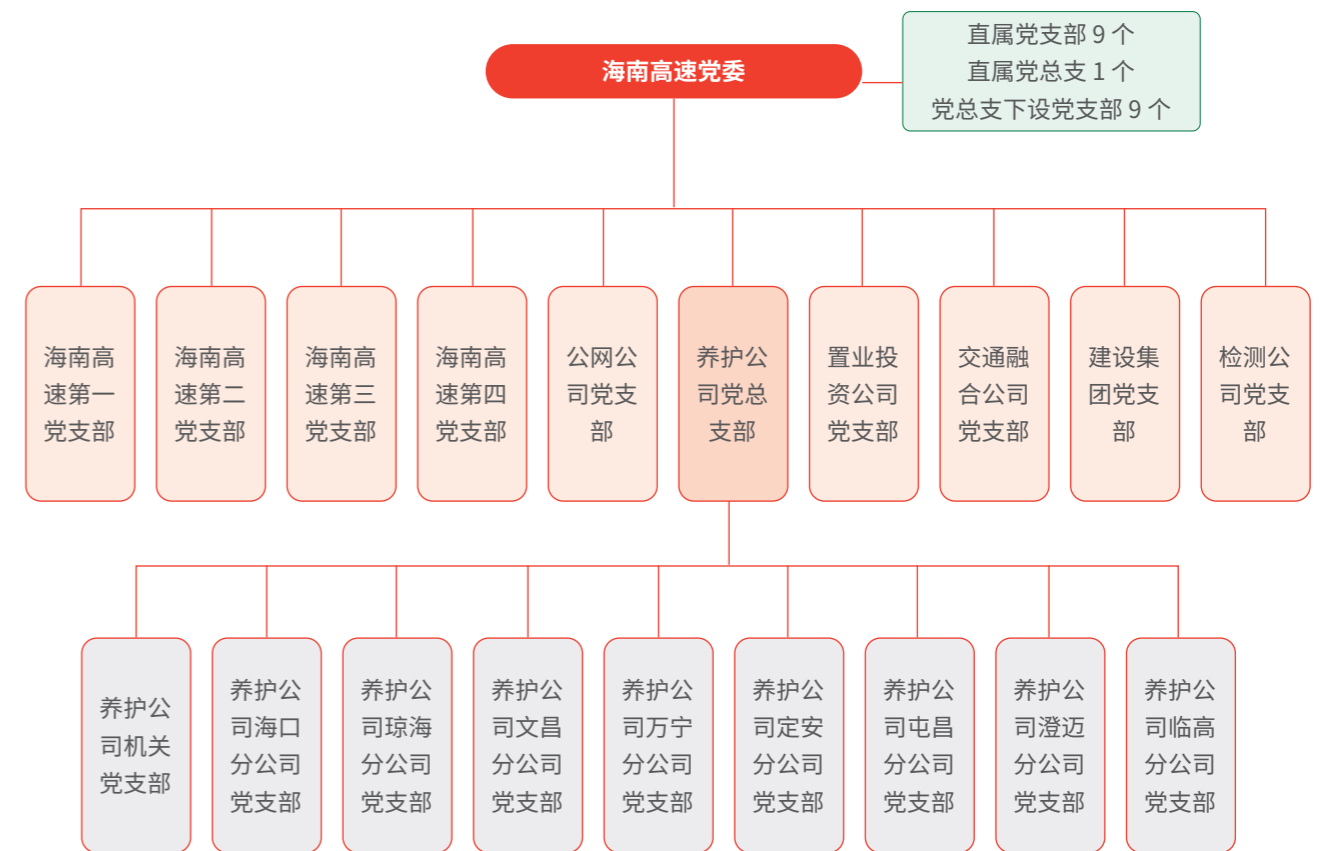 海南高速党委
直属党支部 9 个
直属党总支 1 个
党总支下设党支部 9 个
海南高
速第一
党支部
海南高
速第二
党支部
海南高
速第三
党支部
海南高
速第四
党支部
公网公
司党支
部
养护公
司党总
支部
置业投
资公司
党支部
交通融
合公司
党支部
建设集
团党支
部
检测公
司党支
部
养护公
司机关
党支部
养护公
司海口
分公司
党支部
养护公
司琼海
分公司
党支部
养护公
司文昌
分公司
党支部
养护公
司万宁
分公司
党支部
养护公
司定安
分公司
党支部
养护公
司屯昌
分公司
党支部
养护公
司澄迈
分公司
党支部
养护公
司临高
分公司
党支部